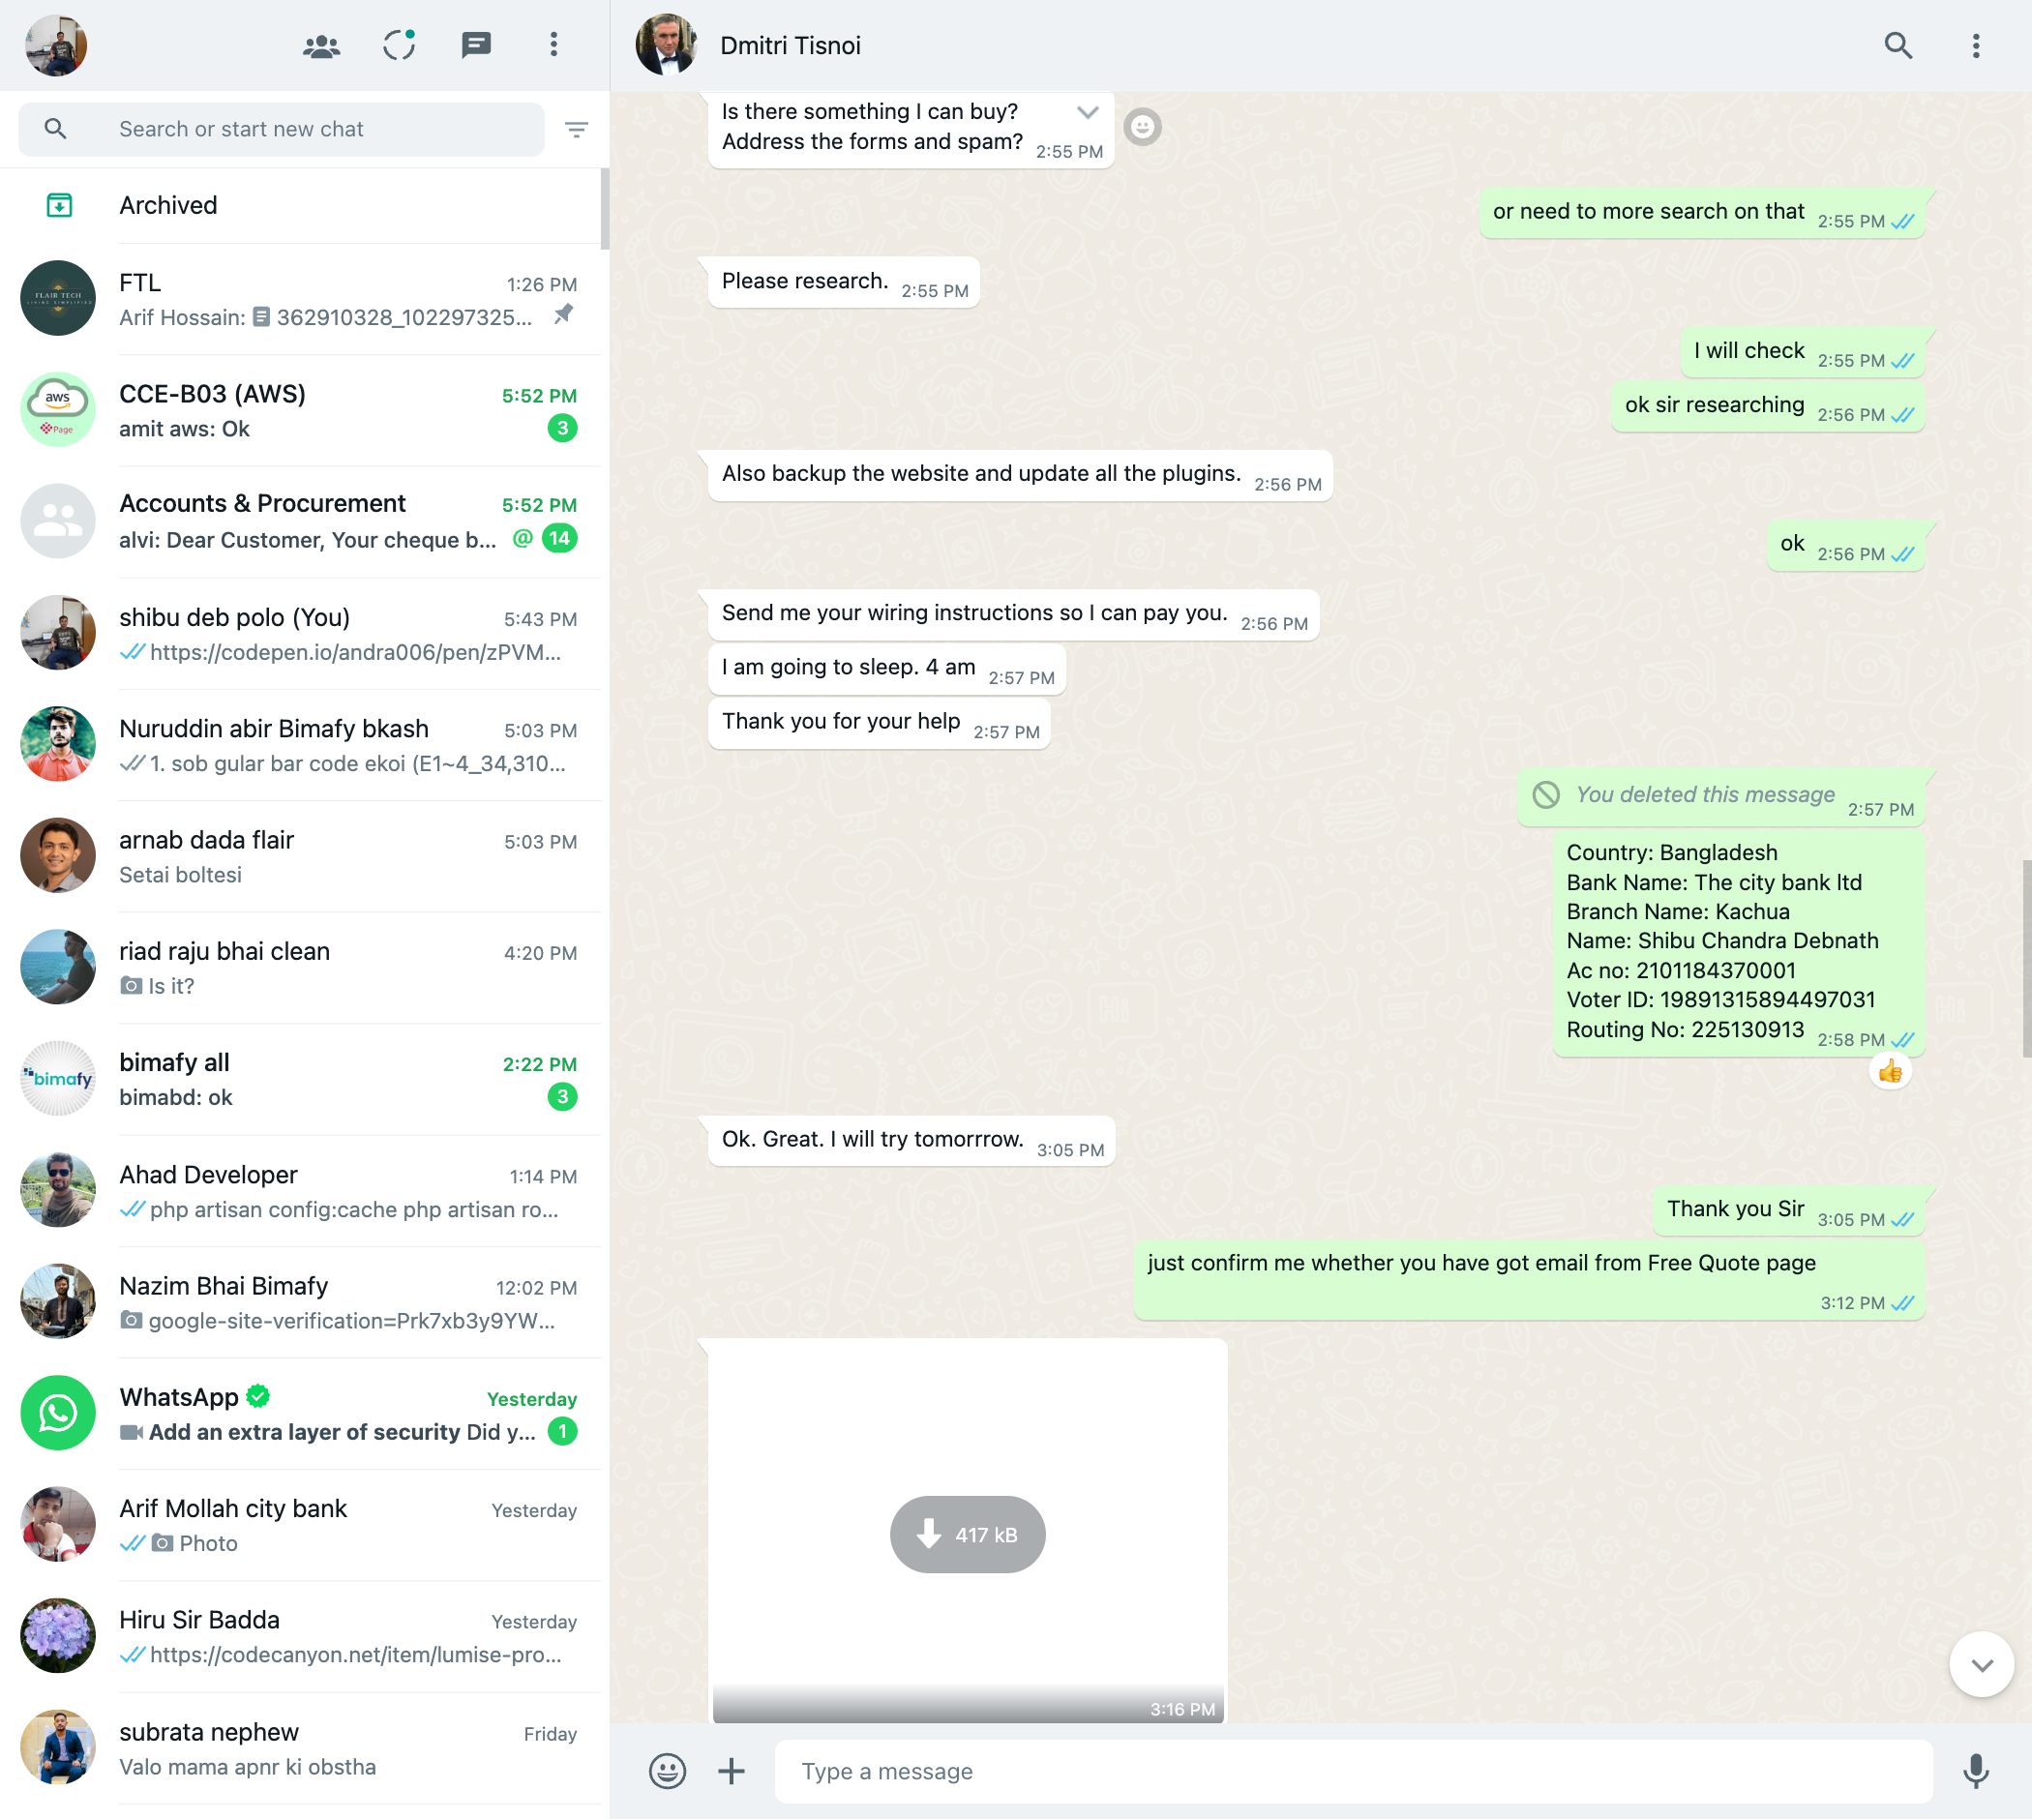 Search or start new chat
Archived
FTL 1:26 PM
Arif Hossain: 362910328_102297325...
CCE-B03 (AWS) 5:52 PM
amit aws: Ok 3
Accounts & Procurement 5:52 PM
alvi: Dear Customer, Your cheque b... @ 14
shibu deb polo (You) 5:43 PM
https://codepen.io/andra006/pen/zPVM...
Nuruddin abir Bimafy bkash 5:03 PM
1. sob gular bar code ekoi (E1~4_34,310...
arnab dada flair 5:03 PM
Setai boltesi
riad raju bhai clean 4:20 PM
Is it?
bimafy all 2:22 PM
bimabd: ok 3
Ahad Developer 1:14 PM
php artisan config:cache php artisan ro...
Nazim Bhai Bimafy 12:02 PM
google-site-verification=Prk7xb3y9YW...
WhatsApp Yesterday
Add an extra layer of security Did y... 1
Arif Mollah city bank Yesterday
Photo
Hiru Sir Badda Yesterday
https://codecanyon.net/item/lumise-pro...
subrata nephew Friday
Valo mama apnr ki obstha
FLAIR TECH
LIVING SIMPLIFIED
aws
Page
bimafy
Dmitri Tisnoi
Is there something I can buy?
Address the forms and spam? 2:55 PM
or need to more search on that 2:55 PM
Please research. 2:55 PM
I will check 2:55 PM
ok sir researching 2:56 PM
Also backup the website and update all the plugins. 2:56 PM
ok 2:56 PM
Send me your wiring instructions so I can pay you. 2:56 PM
I am going to sleep. 4 am 2:57 PM
Thank you for your help 2:57 PM
You deleted this message 2:57 PM
Country: Bangladesh
Bank Name: The city bank ltd
Branch Name: Kachua
Name: Shibu Chandra Debnath
Ac no: 2101184370001
Voter ID: 19891315894497031
Routing No: 225130913 2:58 PM
Ok. Great. I will try tomorrrow. 3:05 PM
Thank you Sir 3:05 PM
just confirm me whether you have got email from Free Quote page
3:12 PM
417 kB
3:16 PM
Type a message